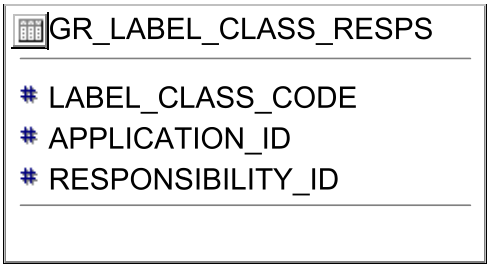 GR_LABEL_CLASS_RESPS
# LABEL_CLASS_CODE
# APPLICATION_ID
# RESPONSIBILITY_ID